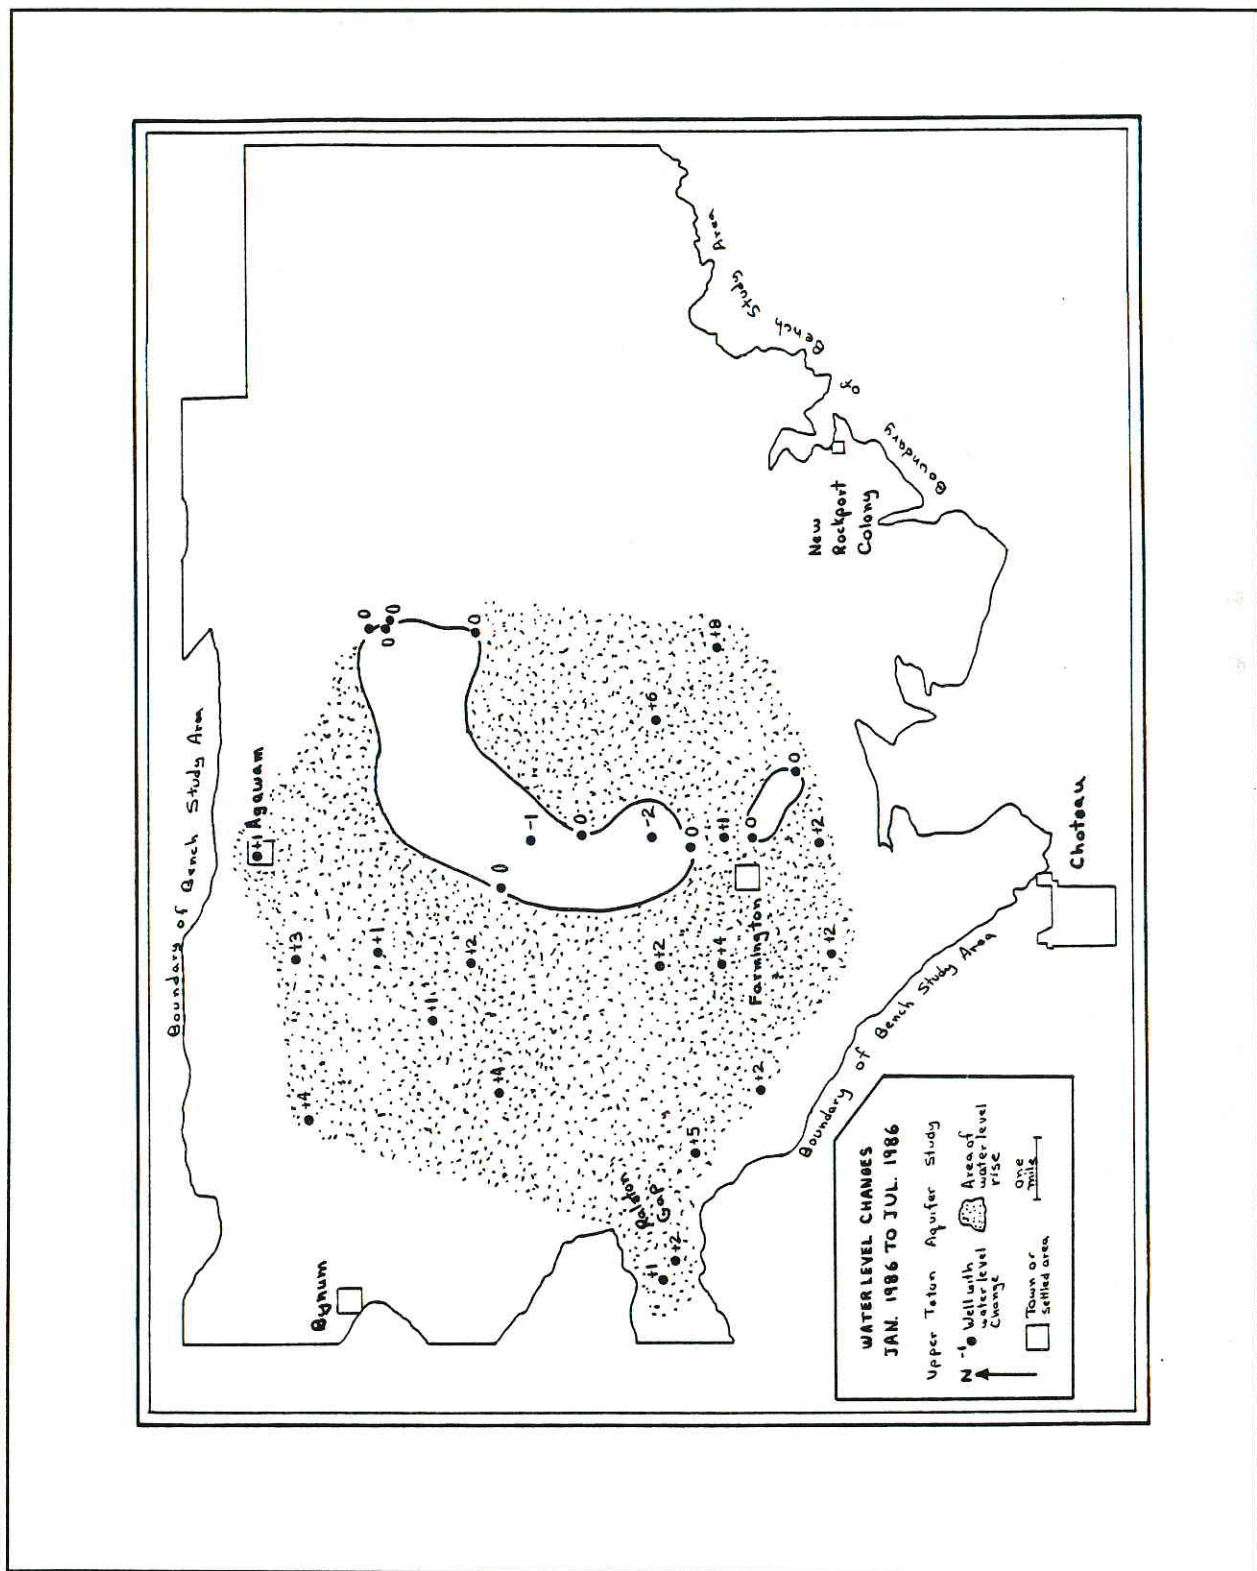 Boundary of Bench Study Area
+1 Agawam
+3
+4
Bynum
0
0
0
+1
+1
+2
0
+4
0
-1
0
+6
-2
0
+2
+8
+1
+4
0
Farmington
0
+2
+2
+2
Ralston
Gap
+5
+1
+2
New
Rockport
Colony
Boundary of Bench Study Area
Boundary of Bench Study Area
Choteau
WATER LEVEL CHANGES
JAN. 1986 TO JUL. 1986
Upper Teton Aquifer Study
N
-1 Well with
water level
Change
Area of
water level
rise
Town or
settled area
one
mile